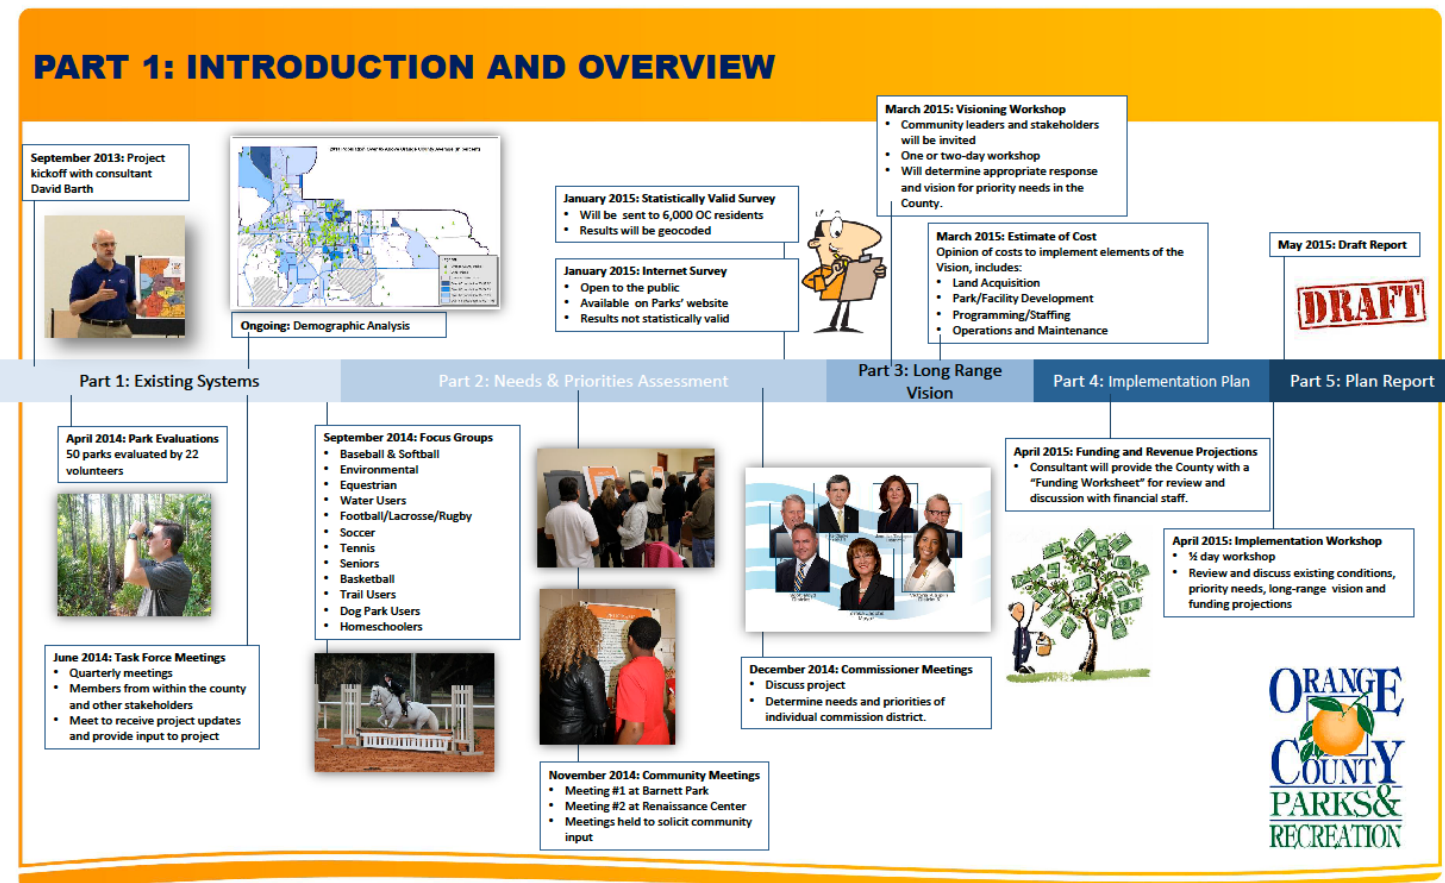 PART 1: INTRODUCTION AND OVERVIEW
September 2013: Project
kickoff with consultant
David Barth
Ongoing: Demographic Analysis
January 2015: Statistically Valid Survey
• Will be  sent to 6,000 OC residents
• Results will be geocoded
January 2015: Internet Survey
• Open to the public
• Available  on Parks’ website
• Results not statistically valid
March 2015: Visioning Workshop
• Community leaders and stakeholders
will be invited
• One or two-day workshop
• Will determine appropriate response
and vision for priority needs in the
County.
March 2015: Estimate of Cost
Opinion of costs to implement elements of the
Vision, includes:
• Land Acquisition
• Park/Facility Development
• Programming/Staffing
• Operations and Maintenance
May 2015: Draft Report
DRAFT
Part 1: Existing Systems
Part 2: Needs & Priorities Assessment
Part 3: Long Range
Vision
Part 4: Implementation Plan
Part 5: Plan Report
April 2014: Park Evaluations
50 parks evaluated by 22
volunteers
June 2014: Task Force Meetings
• Quarterly meetings
• Members from within the county
and other stakeholders
• Meet to receive project updates
and provide input to project
September 2014: Focus Groups
• Baseball & Softball
• Environmental
• Equestrian
• Water Users
• Football/Lacrosse/Rugby
• Soccer
• Tennis
• Seniors
• Basketball
• Trail Users
• Dog Park Users
• Homeschoolers
November 2014: Community Meetings
• Meeting #1 at Barnett Park
• Meeting #2 at Renaissance Center
• Meetings held to solicit community
input
December 2014: Commissioner Meetings
• Discuss project
• Determine needs and priorities of
individual commission district.
April 2015: Funding and Revenue Projections
• Consultant will provide the County with a
“Funding Worksheet” for review and
discussion with financial staff.
April 2015: Implementation Workshop
• ½ day workshop
• Review and discuss existing conditions,
priority needs, long-range  vision and
funding projections
ORANGE
COUNTY
PARKS&
RECREATION